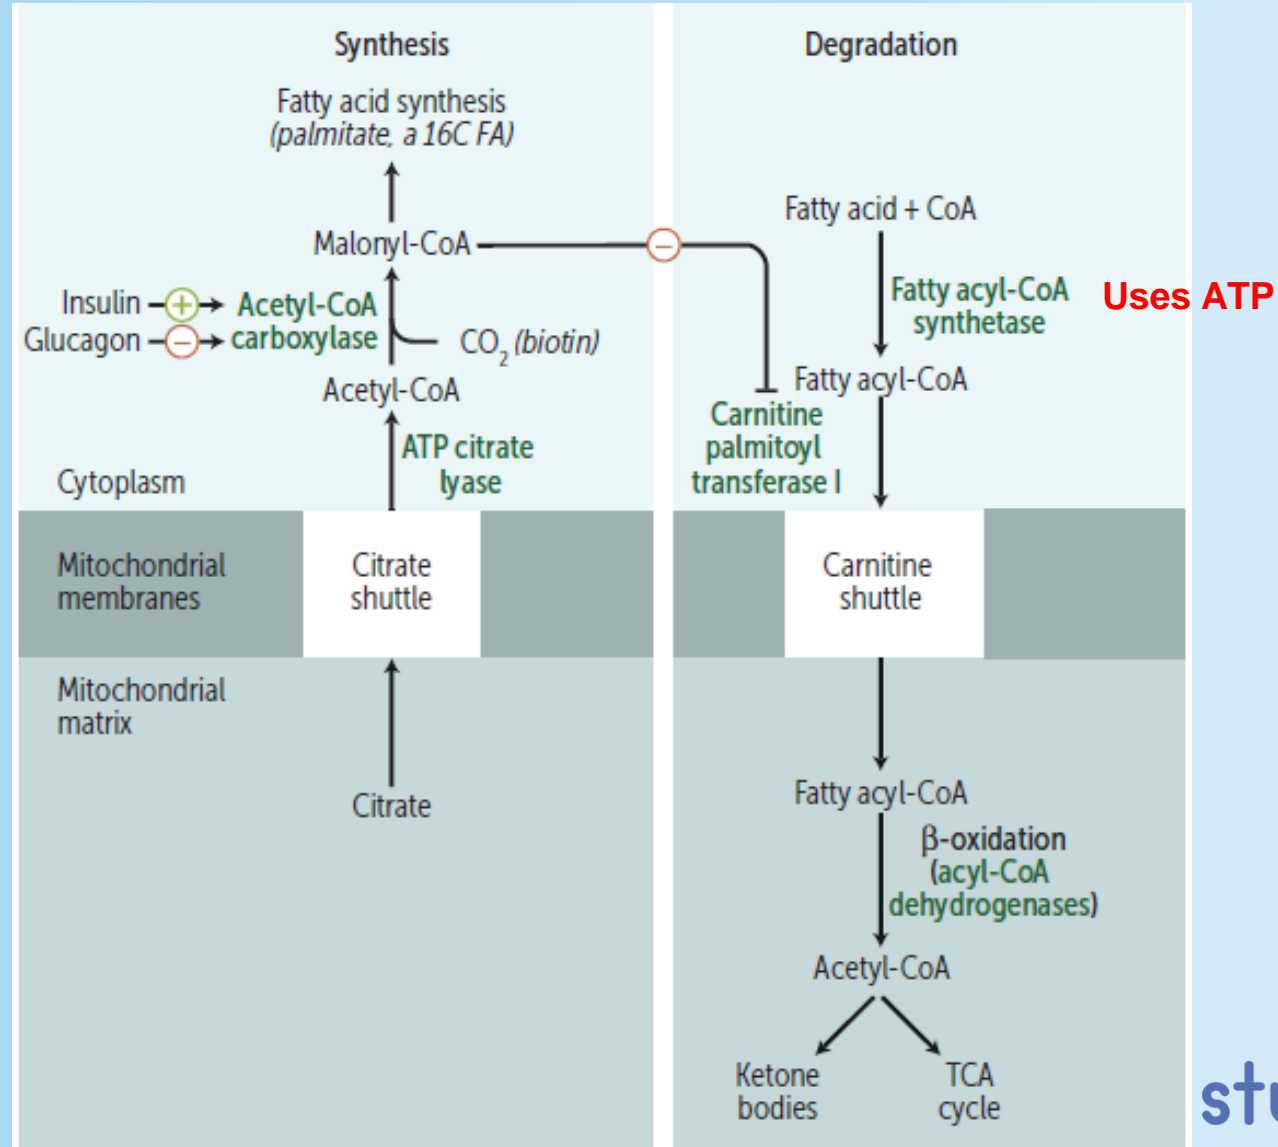 Synthesis
Fatty acid synthesis
(palmitate, a 16C FA)
Malonyl-CoA
−
Insulin + Acetyl-CoA
Glucagon − carboxylase
CO2 (biotin)
Acetyl-CoA
ATP citrate
lyase
Cytoplasm
Mitochondrial
membranes
Citrate
shuttle
Mitochondrial
matrix
Citrate
Degradation
Fatty acid + CoA
Fatty acyl-CoA
synthetase
Uses ATP
Fatty acyl-CoA
Carnitine
palmitoyl
transferase I
Carnitine
shuttle
Fatty acyl-CoA
β-oxidation
(acyl-CoA
dehydrogenases)
Acetyl-CoA
Ketone
bodies
TCA
cycle